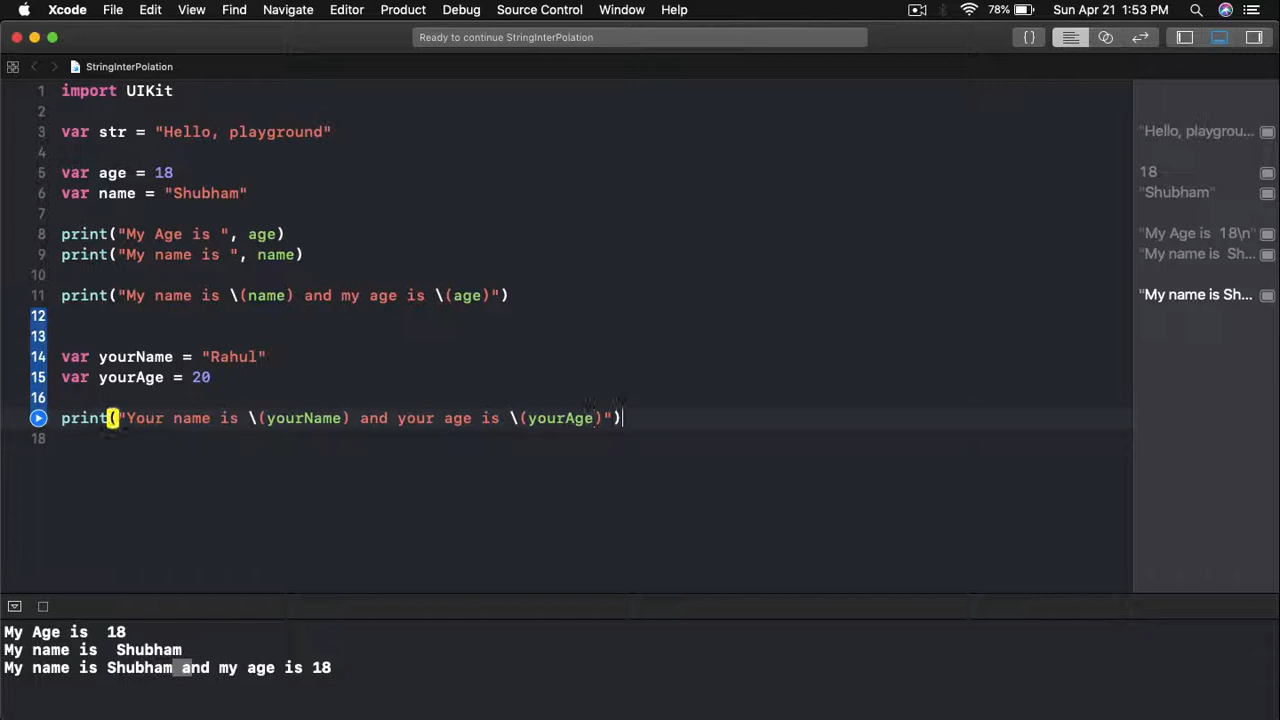 Xcode File Edit View Find Navigate Editor Product Debug Source Control Window Help 78% Sun Apr 21 1:53 PM
Ready to continue StringInterPolation {}
StringInterPolation
1 import UIKit
2
3 var str = "Hello, playground" "Hello, playgrou...
4
5 var age = 18 18
6 var name = "Shubham" "Shubham"
7
8 print("My Age is ", age) "My Age is 18\n"
9 print("My name is ", name) "My name is Sh...
10
11 print("My name is \(name) and my age is \(age)") "My name is Sh...
12
13
14 var yourName = "Rahul"
15 var yourAge = 20
16
print("Your name is \(yourName) and your age is \(yourAge)")
18
My Age is  18
My name is  Shubham
My name is Shubham and my age is 18